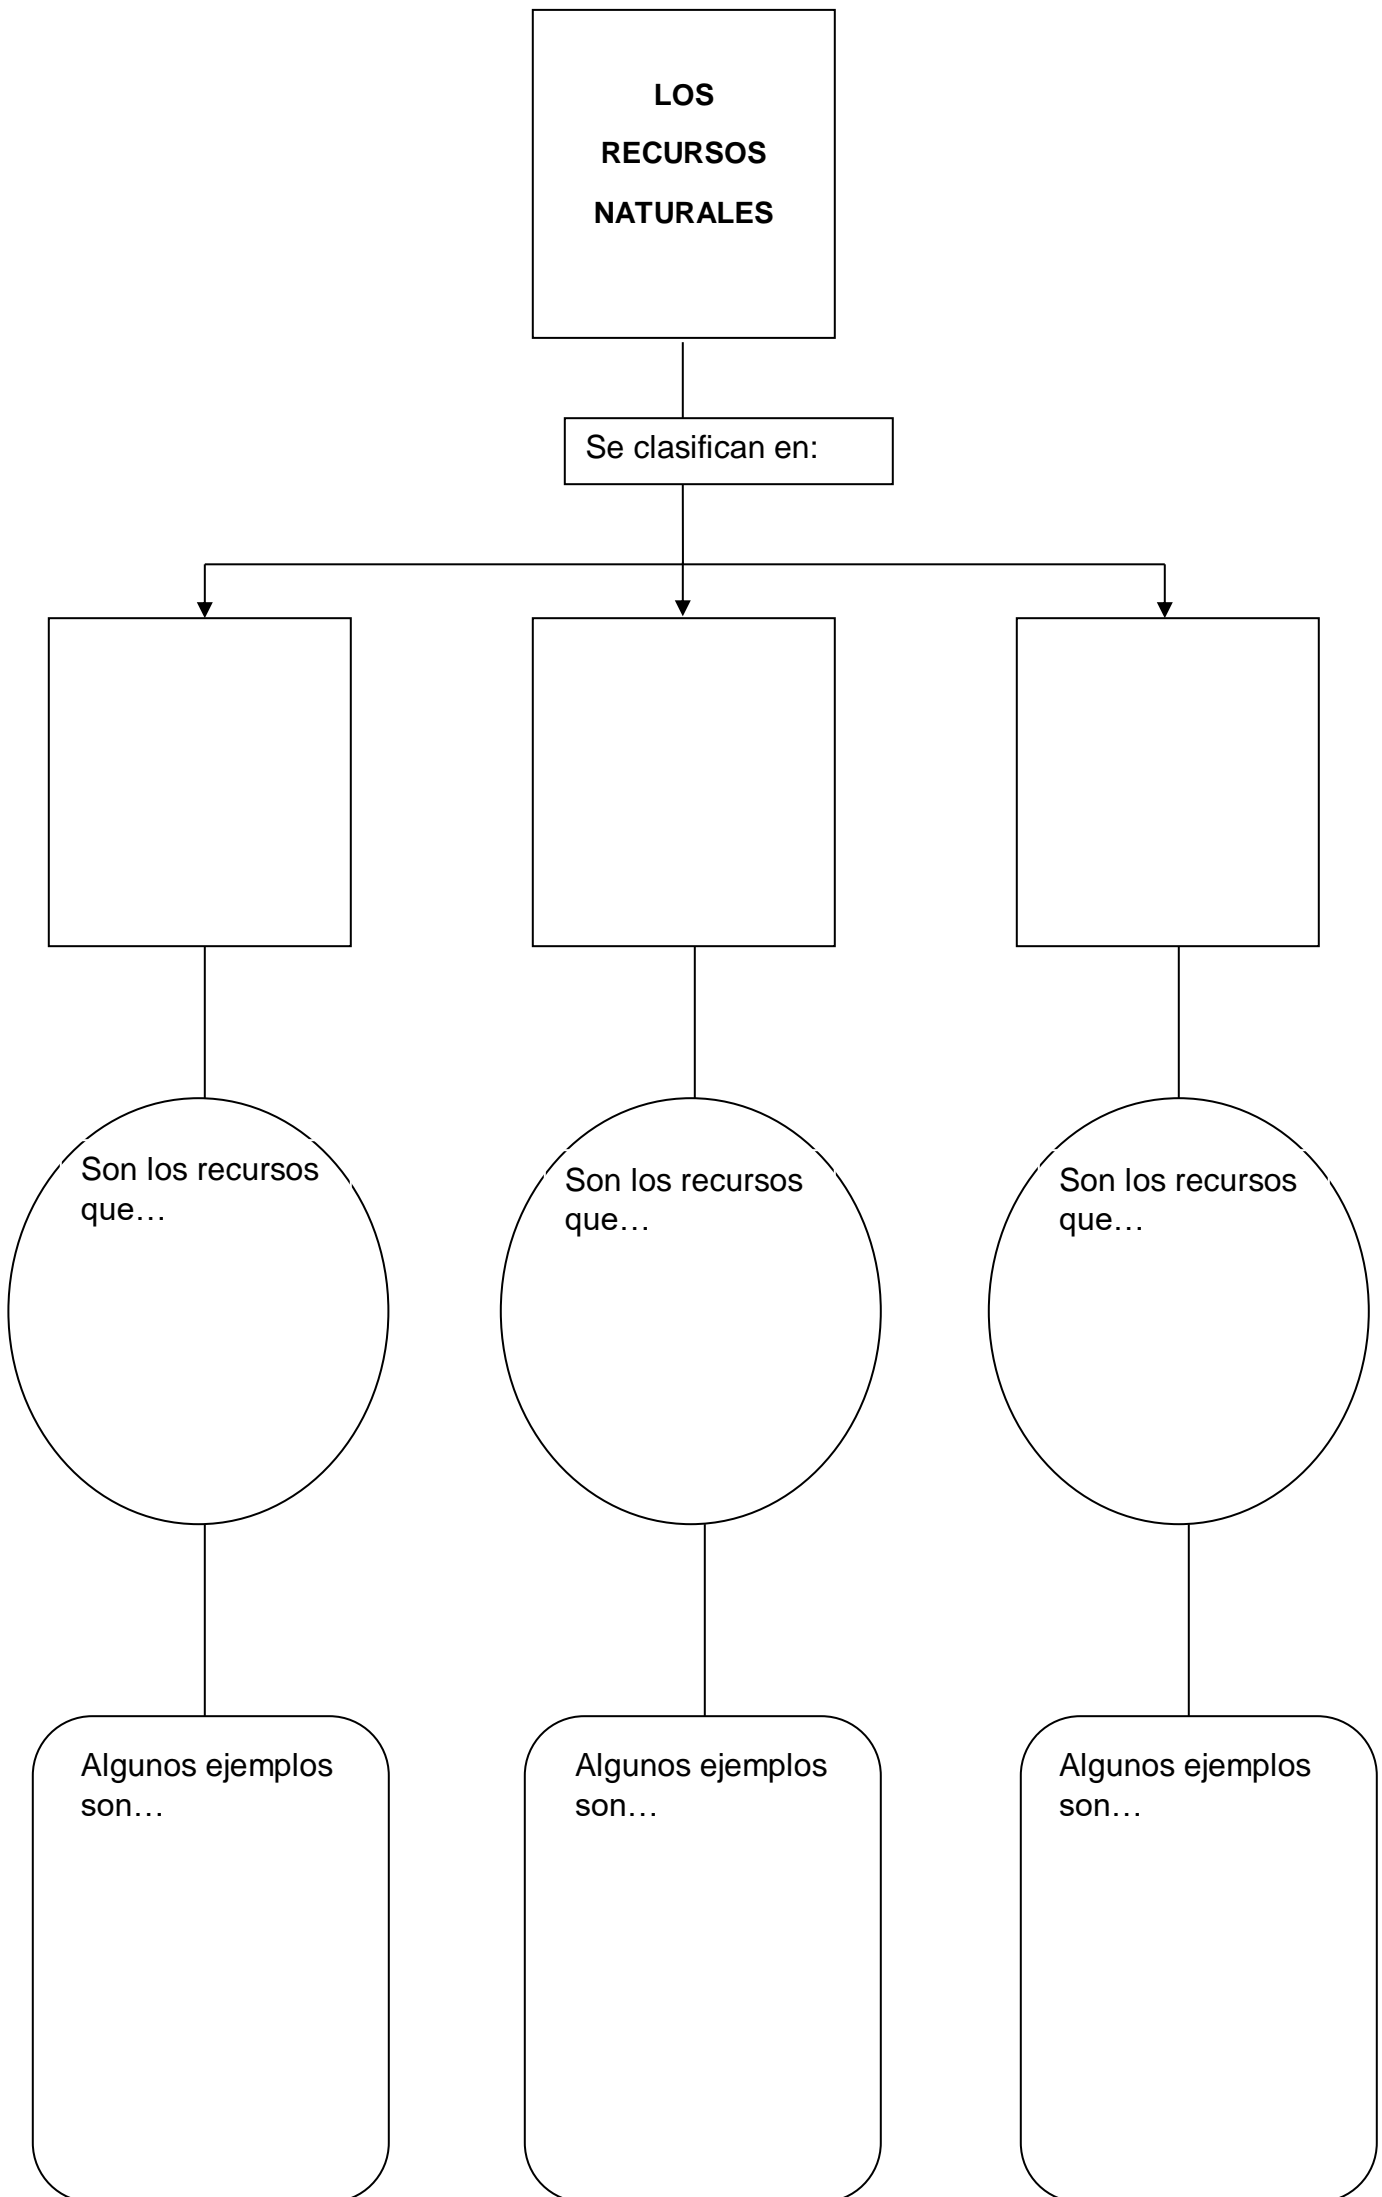 LOS
RECURSOS
NATURALES
Se clasifican en:
Son los recursos
que…
Son los recursos
que…
Son los recursos
que…
Algunos ejemplos
son…
Algunos ejemplos
son…
Algunos ejemplos
son…